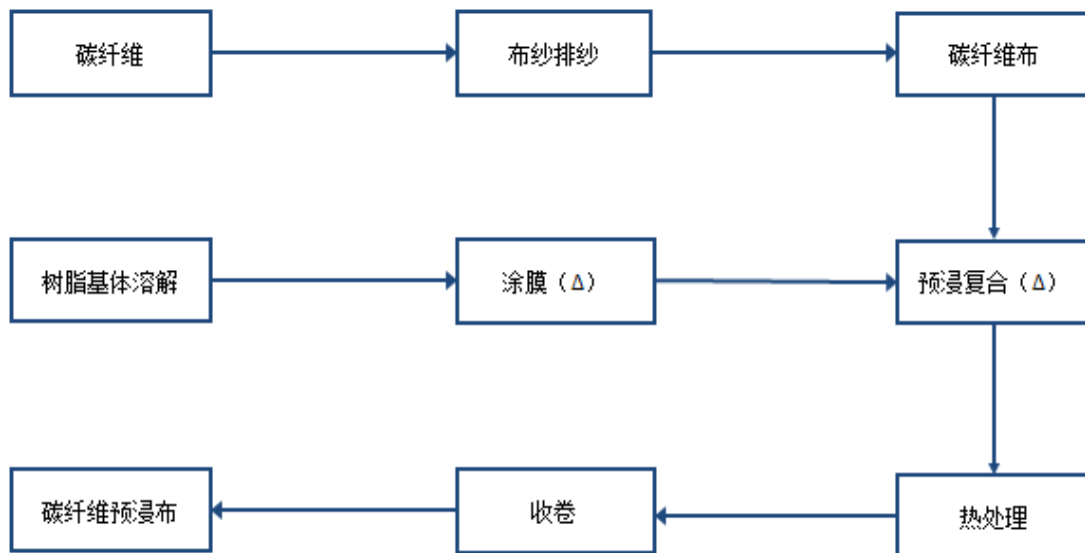 碳纤维
布纱排纱
碳纤维布
树脂基体溶解
涂膜（Δ）
预浸复合（Δ）
碳纤维预浸布
收卷
热处理